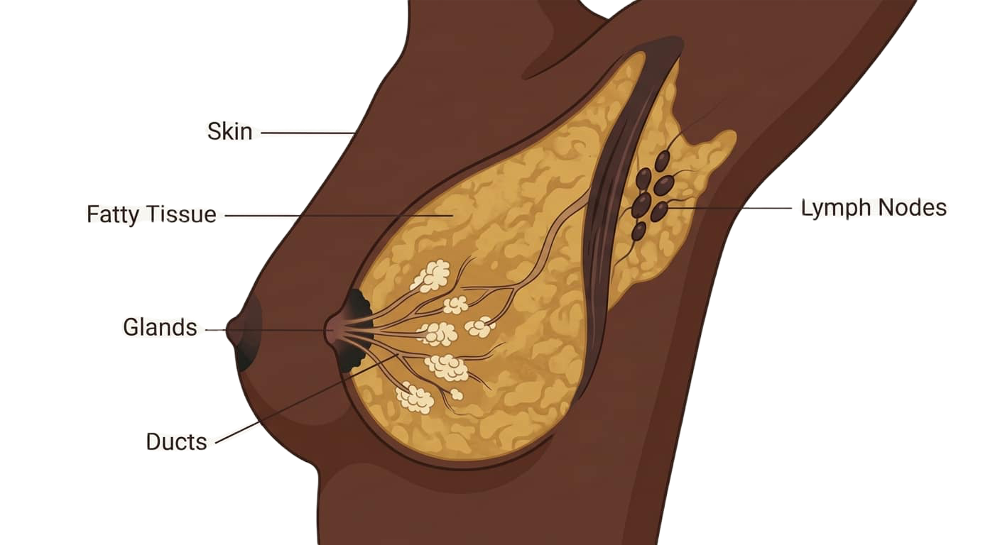 Skin
Fatty Tissue
Lymph Nodes
Glands
Ducts